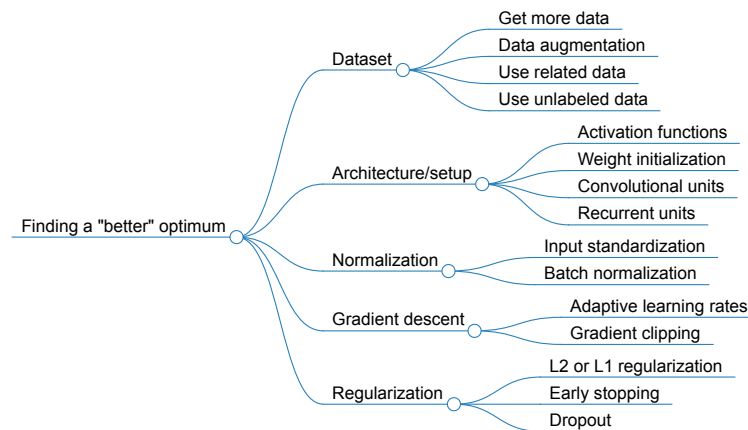 Finding a "better" optimum
Dataset
Get more data
Data augmentation
Use related data
Use unlabeled data
Architecture/setup
Activation functions
Weight initialization
Convolutional units
Recurrent units
Normalization
Input standardization
Batch normalization
Gradient descent
Adaptive learning rates
Gradient clipping
Regularization
L2 or L1 regularization
Early stopping
Dropout